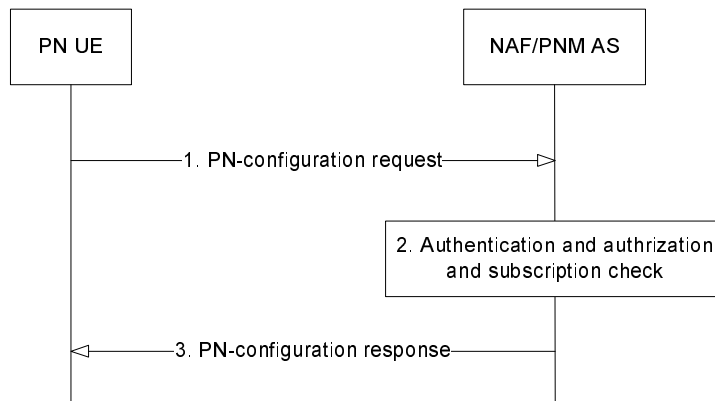 PN UE
NAF/PNM AS
1. PN-configuration request
2. Authentication and authrization
and subscription check
3. PN-configuration response